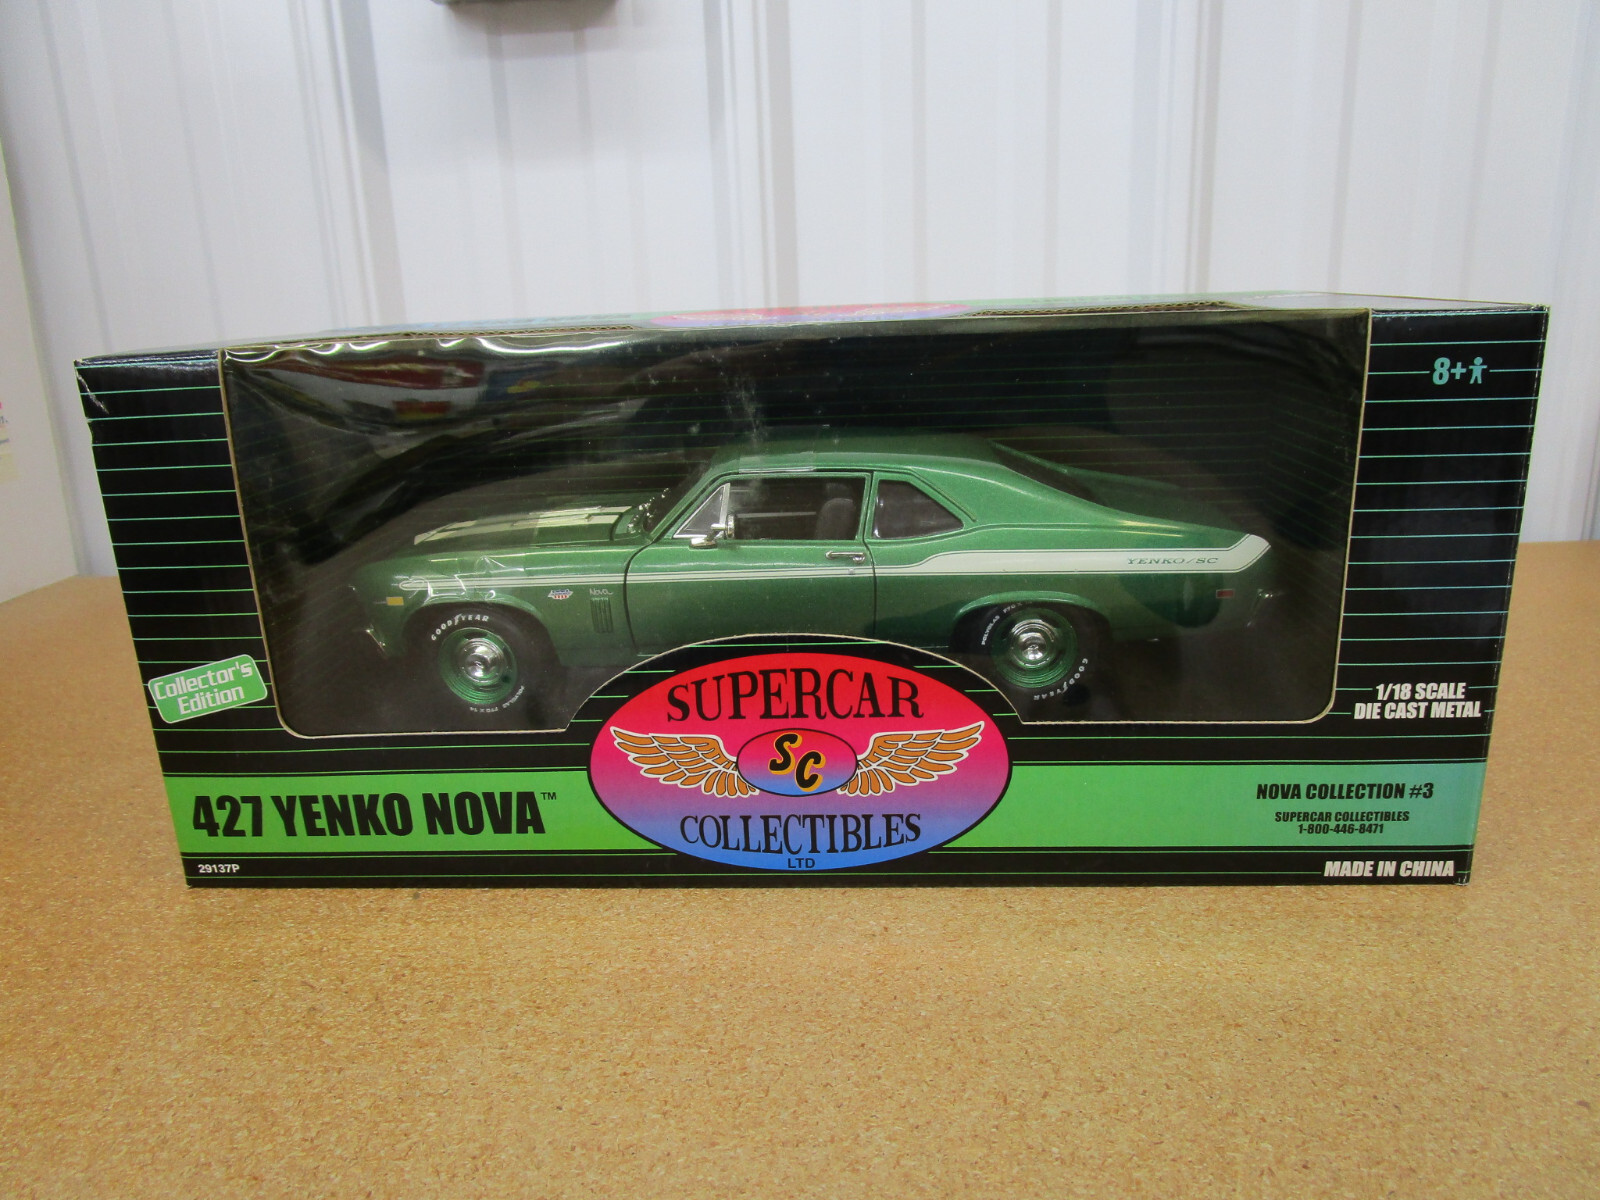 8+
GOODYEAR
Nova
YENKO/SC
GOODYEAR
Collector's
Edition
1/18 SCALE
DIE CAST METAL
SUPERCAR
SC
COLLECTIBLES
LTD
427 YENKO NOVA™
NOVA COLLECTION #3
SUPERCAR COLLECTIBLES
1-800-446-8471
29137P
MADE IN CHINA